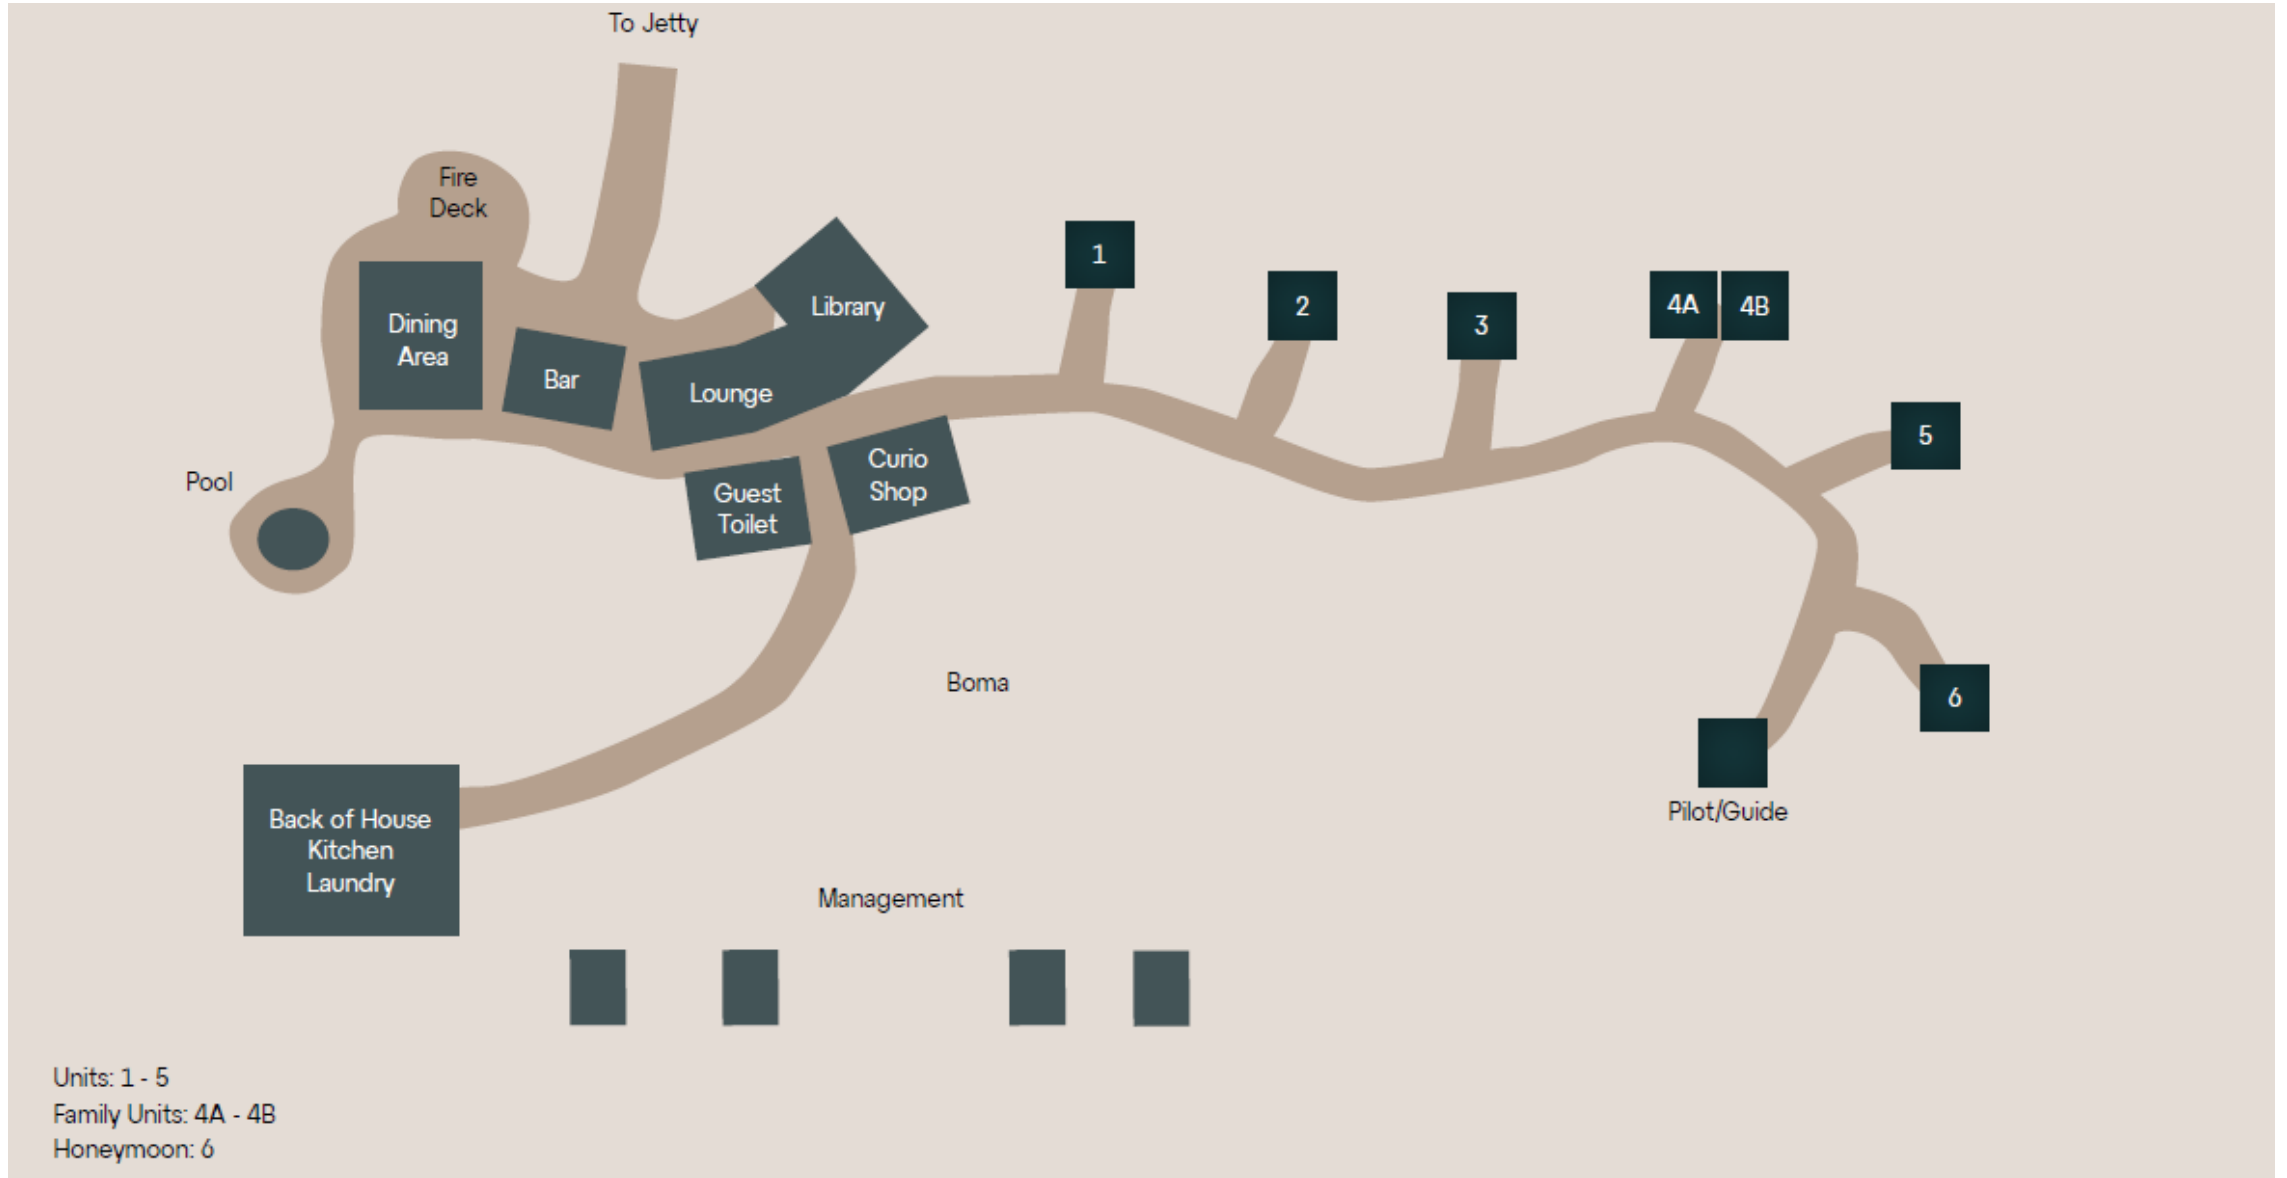 To Jetty
Fire
Deck
Library
1
2
3
4A
4B
Dining
Area
Bar
Lounge
5
Pool
Guest
Toilet
Curio
Shop
Boma
6
Pilot/Guide
Back of House
Kitchen
Laundry
Management
Units: 1 - 5
Family Units: 4A - 4B
Honeymoon: 6